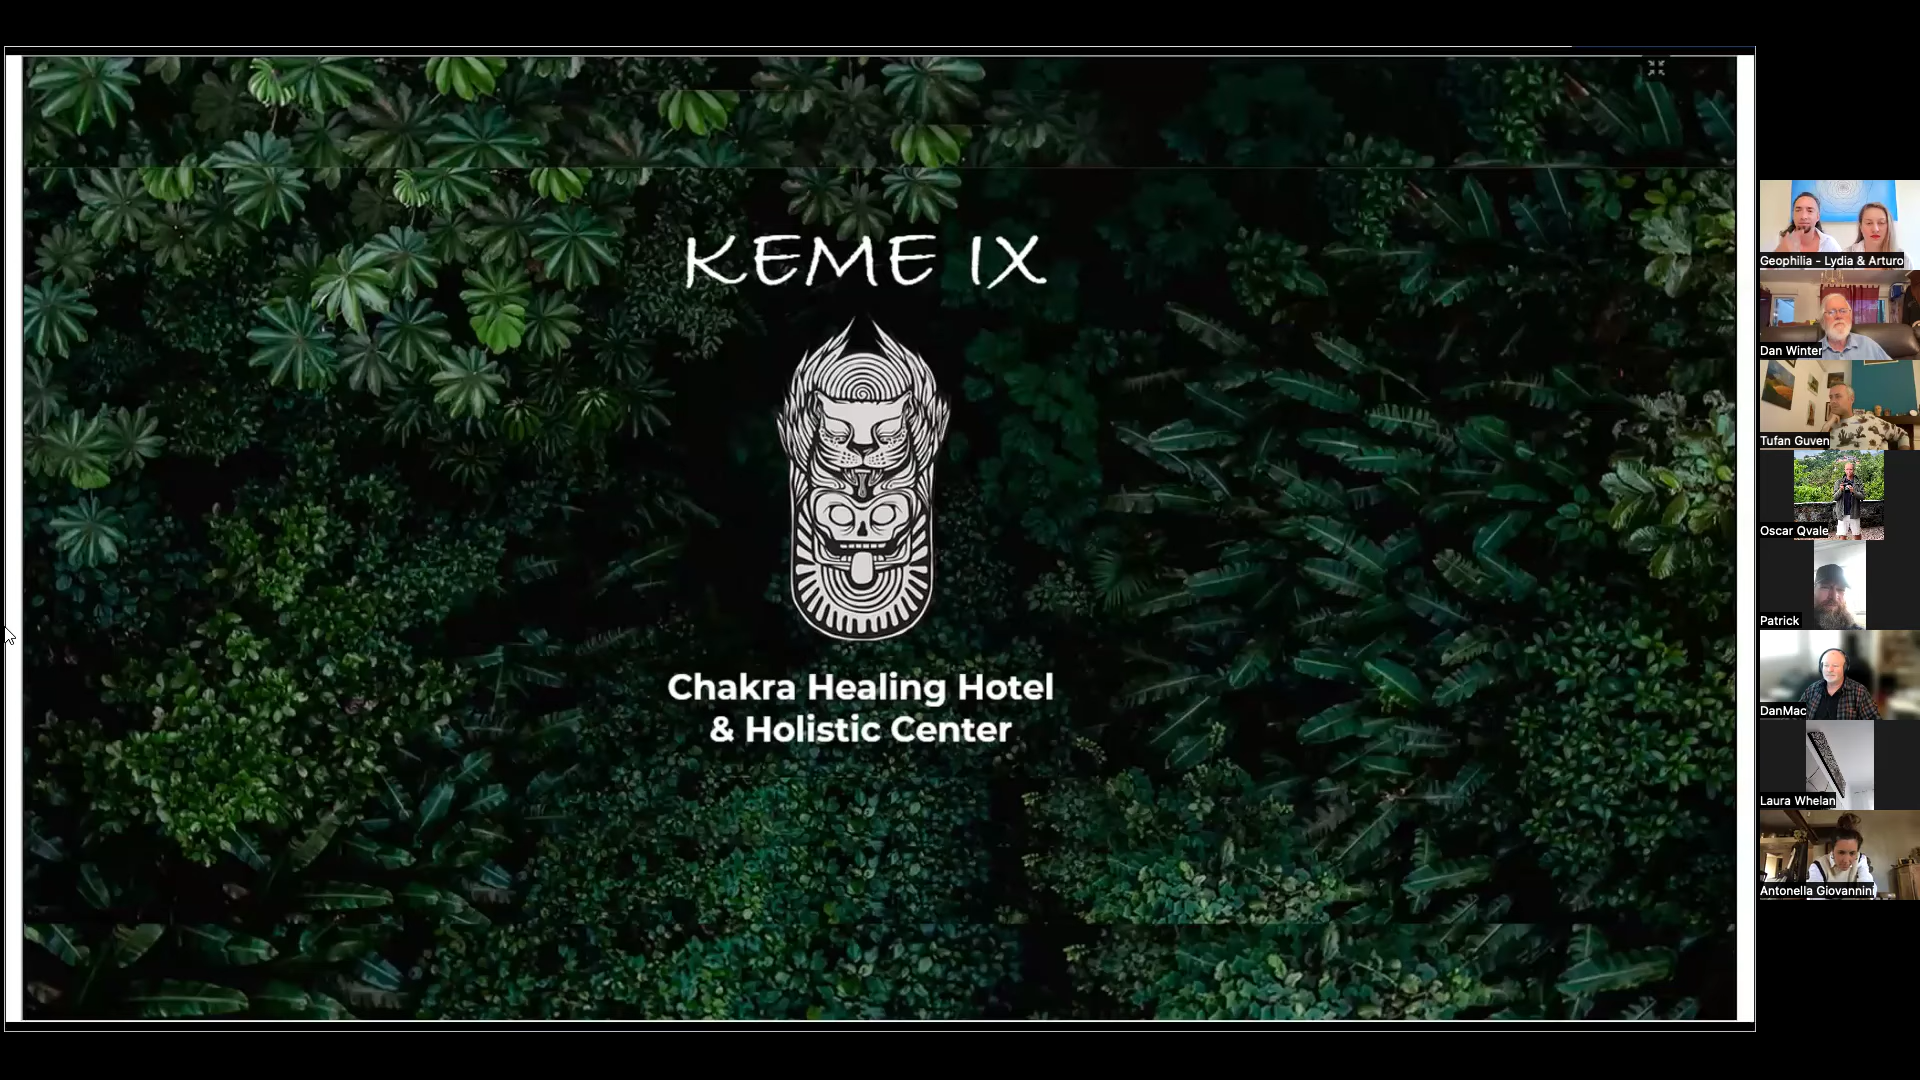 KEME IX
Chakra Healing Hotel
& Holistic Center
Geophilia - Lydia & Arturo
Dan Winter
Tufan Guven
Oscar Qvale
Patrick
DanMac
Laura Whelan
Antonella Giovannini